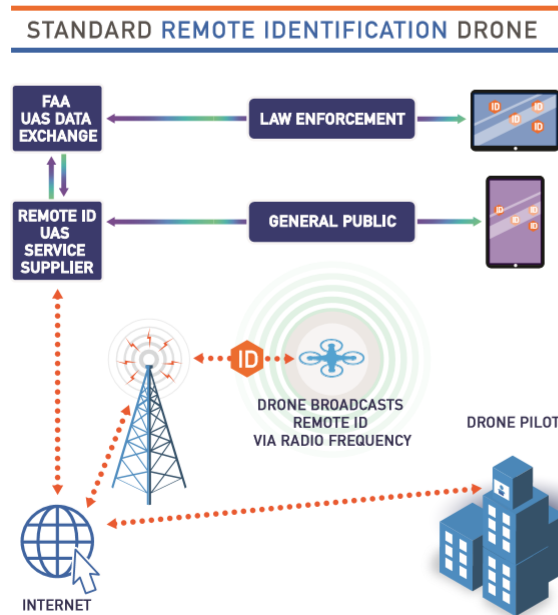 STANDARD REMOTE IDENTIFICATION DRONE
FAA
UAS DATA
EXCHANGE
LAW ENFORCEMENT
ID
ID
ID
ID
REMOTE ID
UAS
SERVICE
SUPPLIER
GENERAL PUBLIC
ID
ID
ID
ID
ID
DRONE BROADCASTS
REMOTE ID
VIA RADIO FREQUENCY
DRONE PILOT
INTERNET